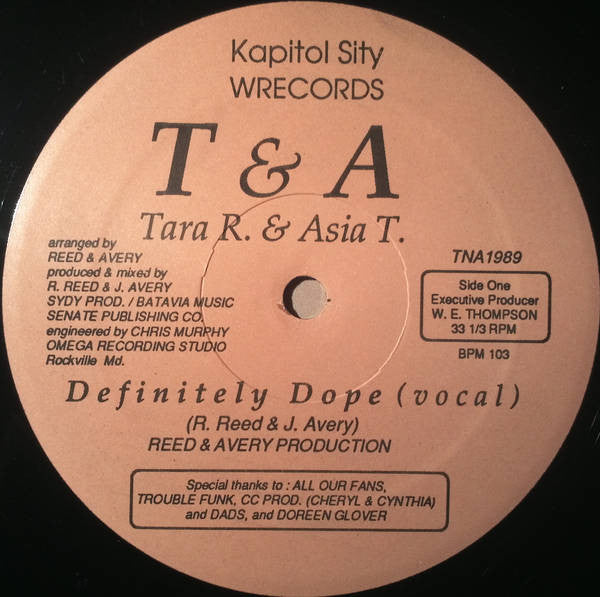 Kapitol Sity
WRECORDS
T & A
Tara R. & Asia T.
arranged by
REED & AVERY
produced & mixed by
R. REED & J. AVERY
SYDY PROD. / BATAVIA MUSIC
SENATE PUBLISHING CO.
engineered by CHRIS MURPHY
OMEGA RECORDING STUDIO
Rockville Md.
TNA1989
Side One
Executive Producer
W. E. THOMPSON
33 1/3 RPM
BPM 103
Definitely Dope (vocal)
(R. Reed & J. Avery)
REED & AVERY PRODUCTION
Special thanks to : ALL OUR FANS,
TROUBLE FUNK, CC PROD. (CHERYL & CYNTHIA)
and DADS, and DOREEN GLOVER